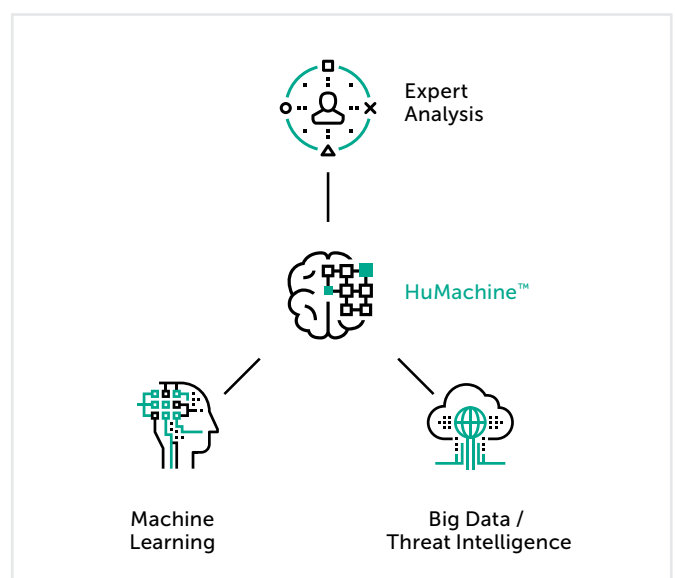 Expert
Analysis
HuMachine™
Machine
Learning
Big Data /
Threat Intelligence